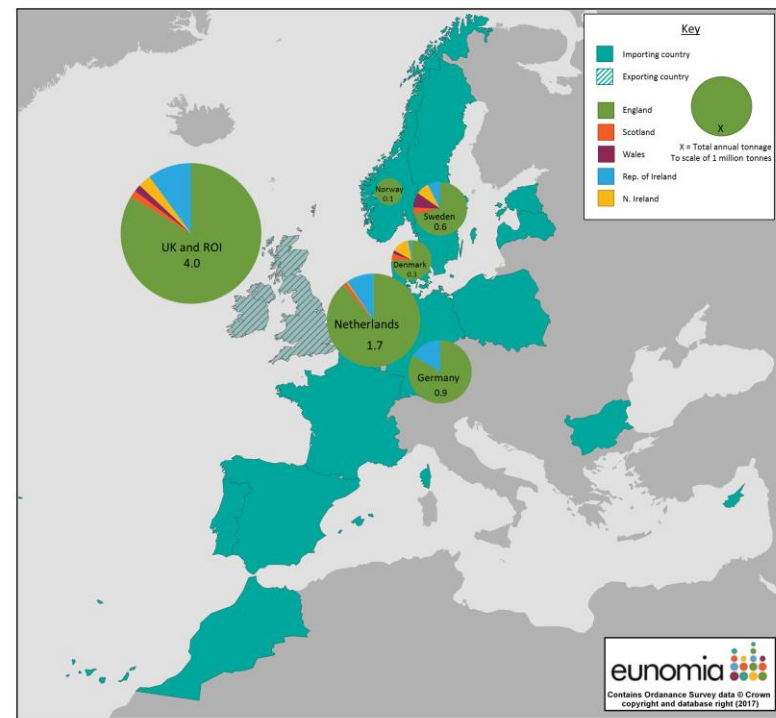 Key
Importing country
Exporting country
England
Scotland
Wales
Rep. of Ireland
N. Ireland
X
X = Total annual tonnage
To scale of 1 million tonnes
UK and ROI
4.0
Norway
0.1
Sweden
0.6
Denmark
0.3
Netherlands
1.7
Germany
0.9
eunomia
Contains Ordanance Survey data © Crown
copyright and database right (2017)